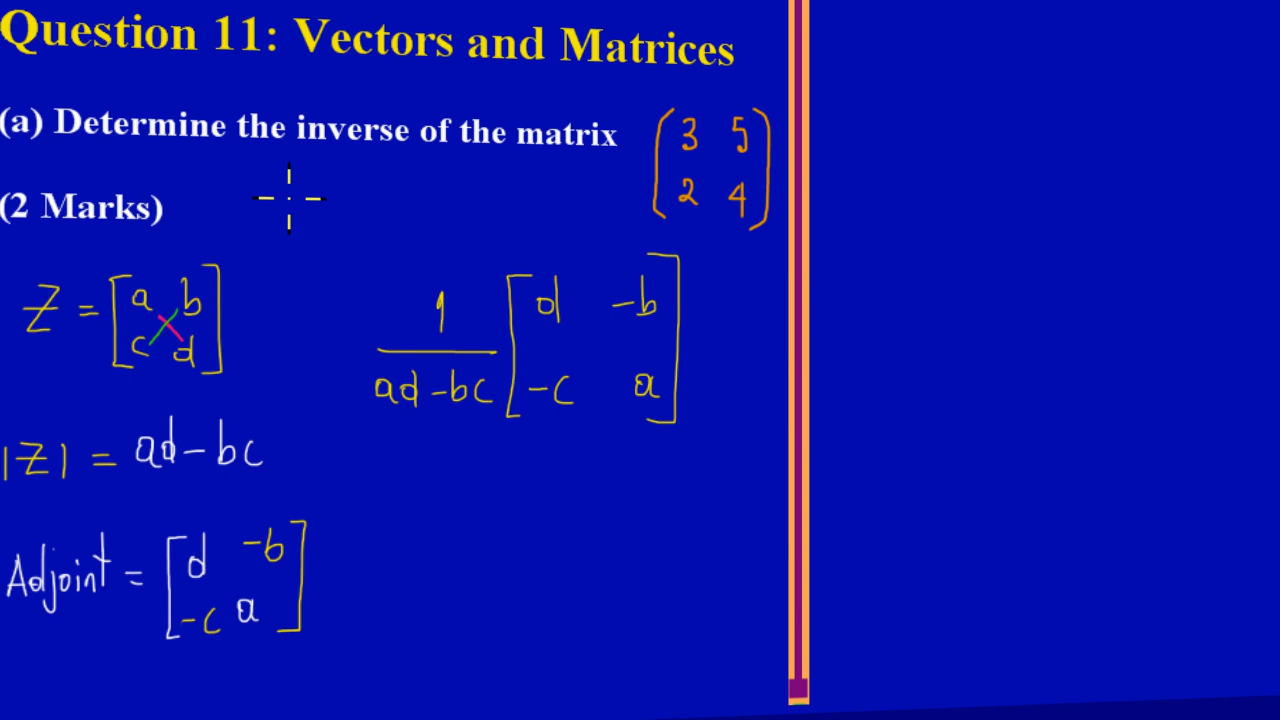 Question 11: Vectors and Matrices
(a) Determine the inverse of the matrix
3 5
2 4
(2 Marks)
Z = [a b
c d]
1
ad - bc
[d -b
-c a]
|Z| = ad - bc
Adjoint = [d -b
-c a]